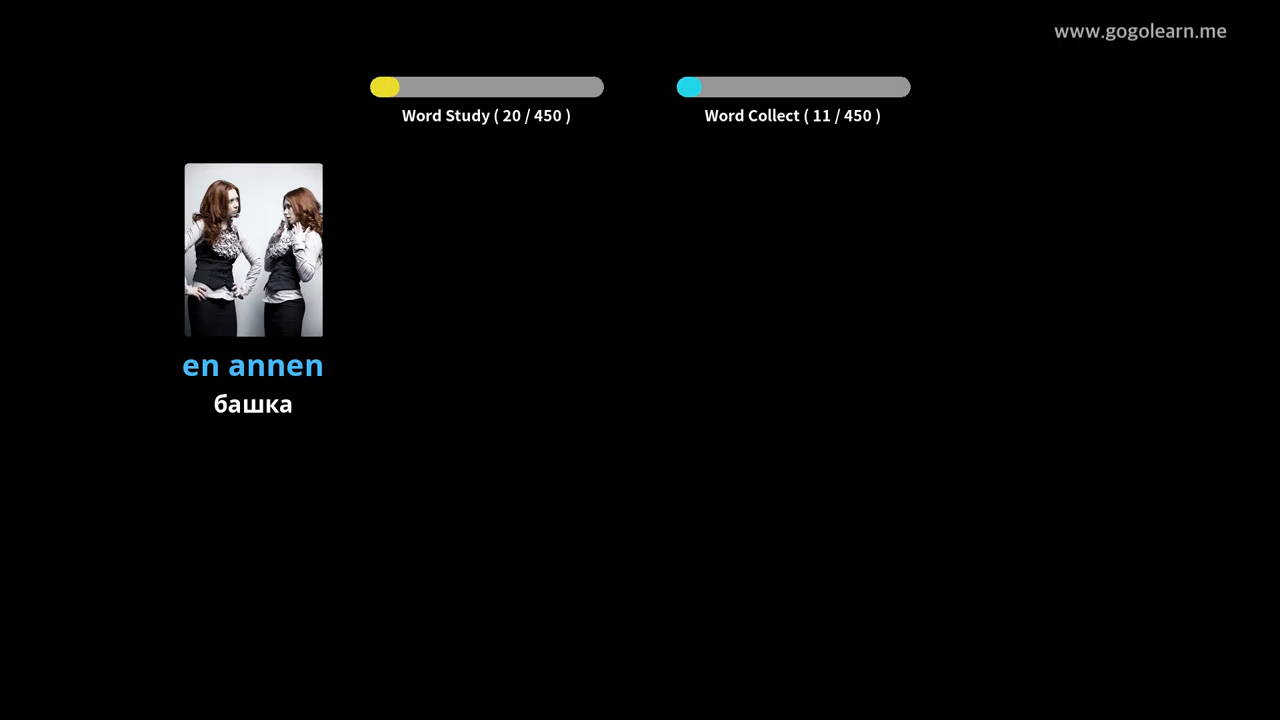 www.gogolearn.me
Word Study ( 20 / 450 )
Word Collect ( 11 / 450 )
en annen
башка